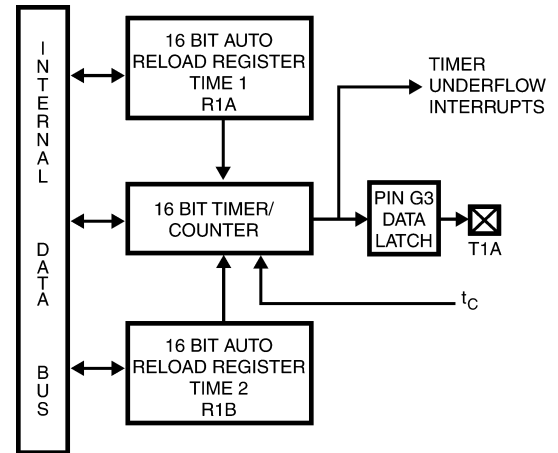 INTERNAL DATA BUS
16 BIT AUTO
RELOAD REGISTER
TIME 1
R1A
TIMER
UNDERFLOW
INTERRUPTS
16 BIT TIMER/
COUNTER
PIN G3
DATA
LATCH
T1A
tC
16 BIT AUTO
RELOAD REGISTER
TIME 2
R1B